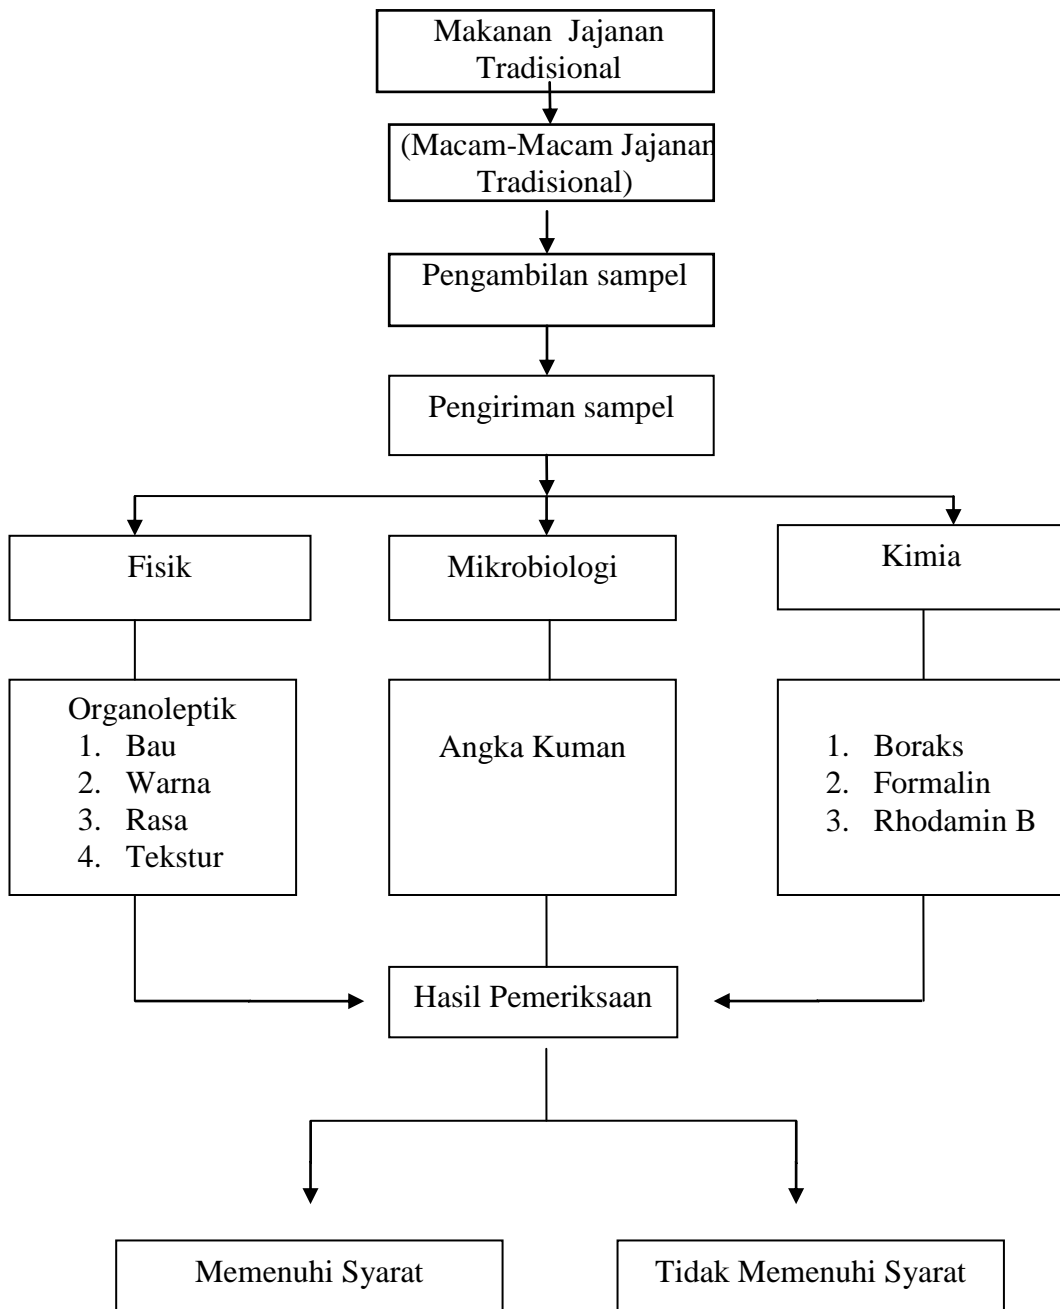 Makanan Jajanan
Tradisional
(Macam-Macam Jajanan
Tradisional)
Pengambilan sampel
Pengiriman sampel
Fisik
Mikrobiologi
Kimia
Organoleptik
1. Bau
2. Warna
3. Rasa
4. Tekstur
Angka Kuman
1. Boraks
2. Formalin
3. Rhodamin B
Hasil Pemeriksaan
Memenuhi Syarat
Tidak Memenuhi Syarat